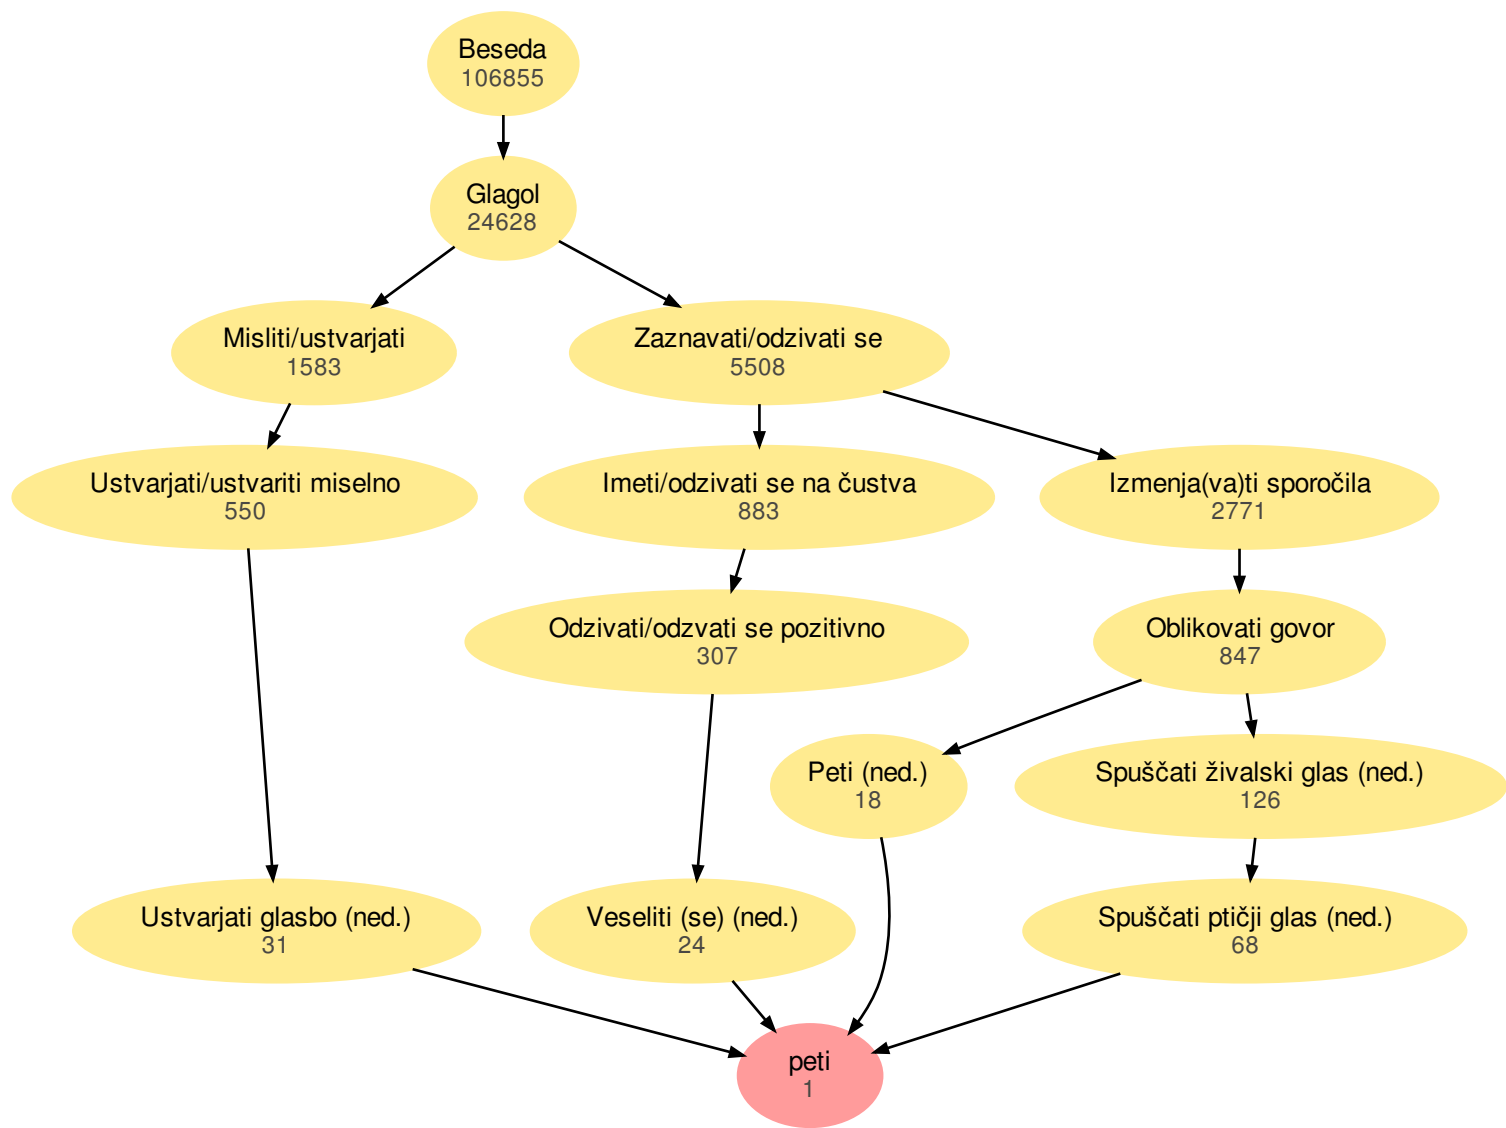 Beseda
106855
Glagol
24628
Misliti/ustvarjati
1583
Zaznavati/odzivati se
5508
Ustvarjati/ustvariti miselno
550
Imeti/odzivati se na čustva
883
Izmenja(va)ti sporočila
2771
Odzivati/odzvati se pozitivno
307
Oblikovati govor
847
Peti (ned.)
18
Spuščati živalski glas (ned.)
126
Ustvarjati glasbo (ned.)
31
Veseliti (se) (ned.)
24
Spuščati ptičji glas (ned.)
68
peti
1